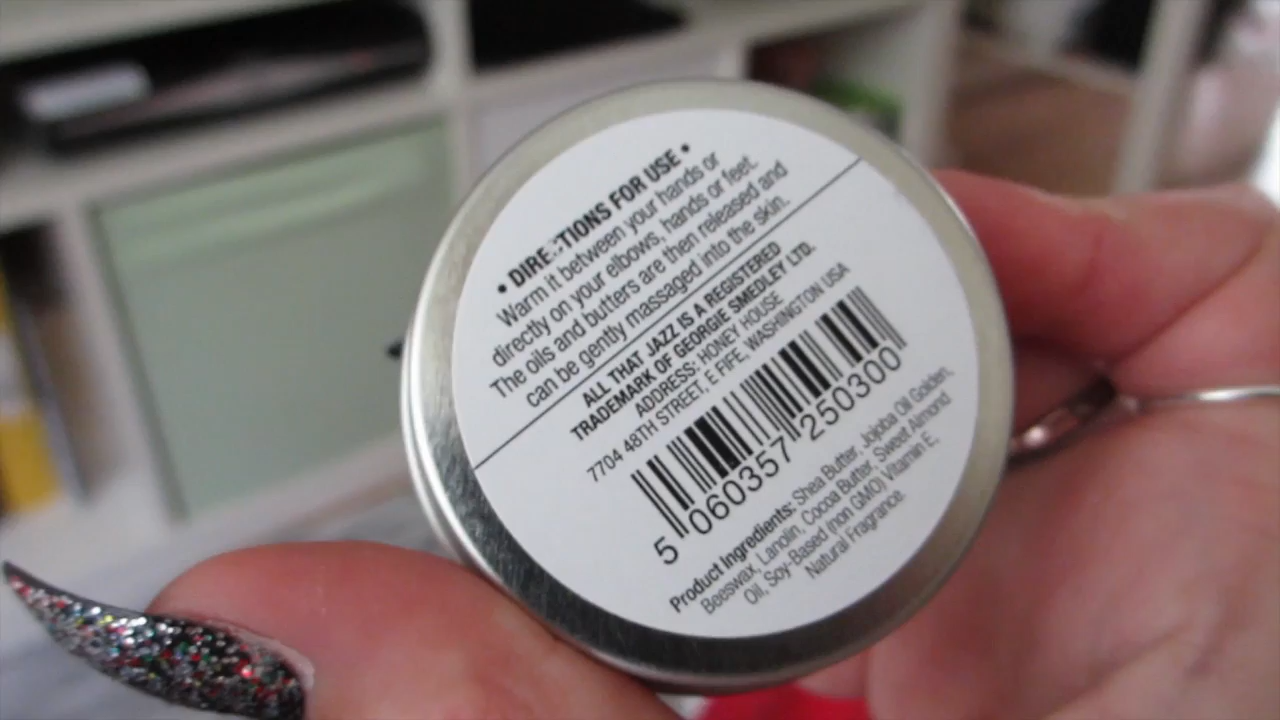 • DIRECTIONS FOR USE •
Warm it between your hands or
directly on your elbows, hands or feet.
The oils and butters are then released and
can be gently massaged into the skin.
ALL THAT JAZZ IS A REGISTERED
TRADEMARK OF GEORGIE SMEDLEY LTD.
ADDRESS: HONEY HOUSE
7704 48TH STREET, E FIFE, WASHINGTON USA
5 060357 250300
Product Ingredients: Shea Butter, Jojoba Oil Golden,
Beeswax, Lanolin, Cocoa Butter, Sweet Almond
Oil, Soy-Based (non GMO) Vitamin E,
Natural Fragrance.